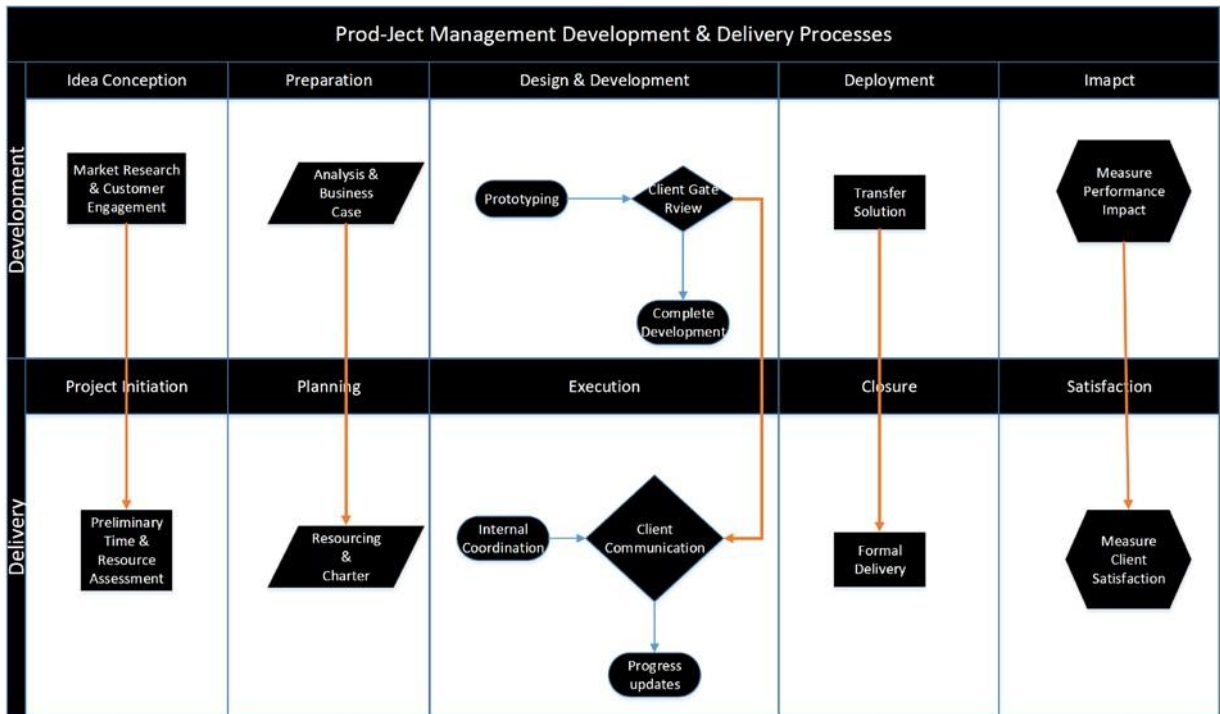 Prod-Ject Management Development & Delivery Processes
Idea Conception
Preparation
Design & Development
Deployment
Imapct
Development
Market Research
& Customer
Engagement
Analysis &
Business
Case
Prototyping
Client Gate
Rview
Complete
Development
Transfer
Solution
Measure
Performance
Impact
Project Initiation
Planning
Execution
Closure
Satisfaction
Delivery
Preliminary
Time &
Resource
Assessment
Resourcing
&
Charter
Internal
Coordination
Client
Communication
Progress
updates
Formal
Delivery
Measure
Client
Satisfaction